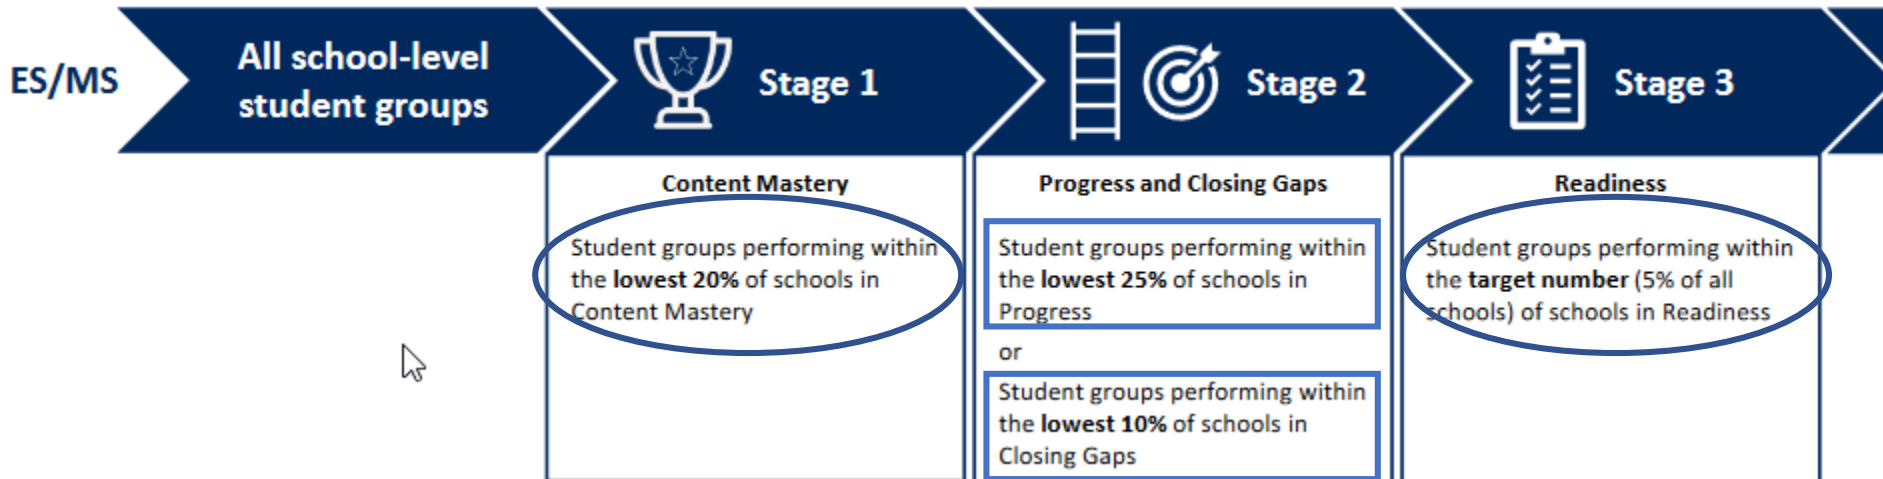 ES/MS
All school-level
student groups
Stage 1
Stage 2
Stage 3
Content Mastery
Student groups performing within
the lowest 20% of schools in
Content Mastery
Progress and Closing Gaps
Student groups performing within
the lowest 25% of schools in
Progress
or
Student groups performing within
the lowest 10% of schools in
Closing Gaps
Readiness
Student groups performing within
the target number (5% of all
schools) of schools in Readiness